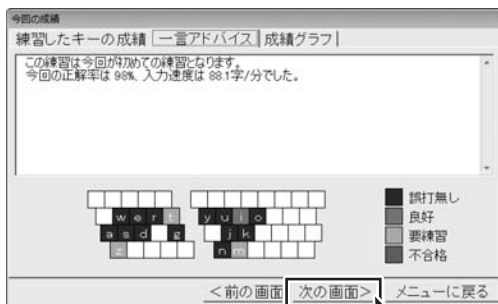 今回の成績
練習したキーの成績 一言アドバイス 成績グラフ
この練習は今回が初めての練習となります。
今回の正解率は 98%、入力速度は 88.1字/分でした。
w e r t y u i o
a s d g j k
z n m
誤打無し
良好
要練習
不合格
<前の画面 次の画面> メニューに戻る